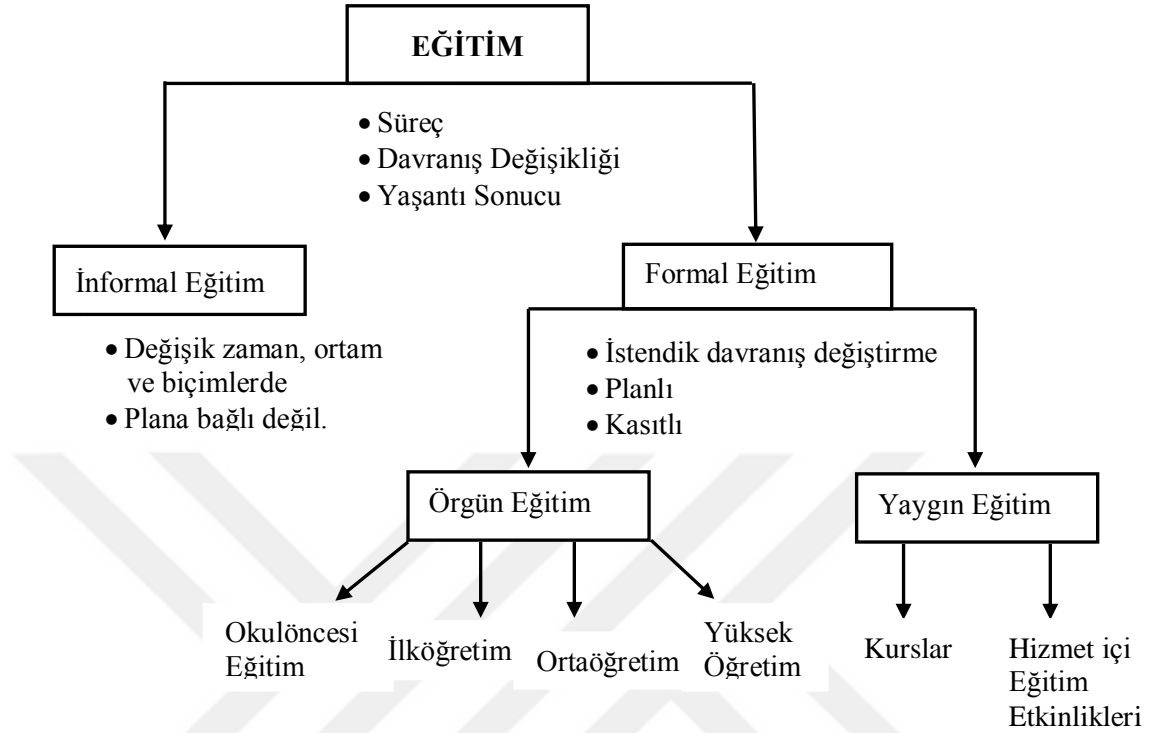 EĞİTİM
• Süreç
• Davranış Değişikliği
• Yaşantı Sonucu
İnformal Eğitim
Formal Eğitim
• Değişik zaman, ortam
ve biçimlerde
• Plana bağlı değil.
• İstendik davranış değiştirme
• Planlı
• Kasıtlı
Örgün Eğitim
Yaygın Eğitim
Okulöncesi
Eğitim
İlköğretim
Ortaöğretim
Yüksek
Öğretim
Kurslar
Hizmet içi
Eğitim
Etkinlikleri